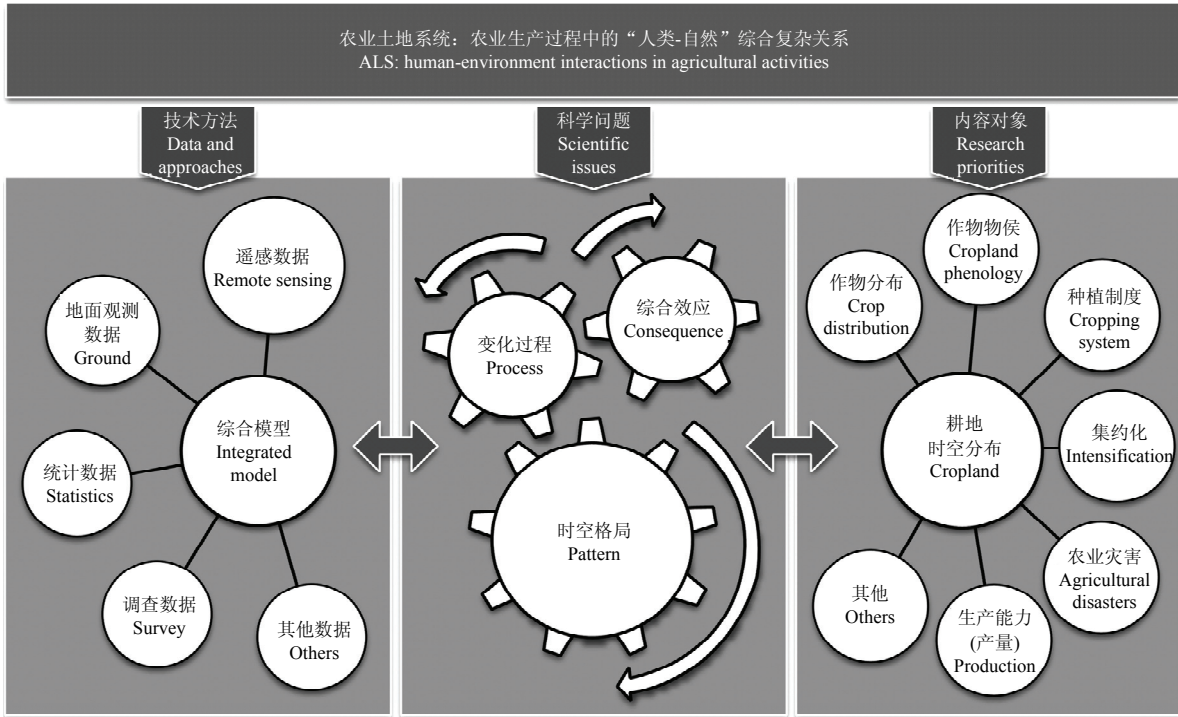 农业土地系统：农业生产过程中的“人类-自然”综合复杂关系
ALS: human-environment interactions in agricultural activities
技术方法
Data and
approaches
遥感数据
Remote sensing
地面观测
数据
Ground
综合模型
Integrated
model
统计数据
Statistics
调查数据
Survey
其他数据
Others
科学问题
Scientific
issues
变化过程
Process
综合效应
Consequence
时空格局
Pattern
内容对象
Research
priorities
作物物侯
Cropland
phenology
作物分布
Crop
distribution
种植制度
Cropping
system
耕地
时空分布
Cropland
集约化
Intensification
农业灾害
Agricultural
disasters
生产能力
(产量)
Production
其他
Others